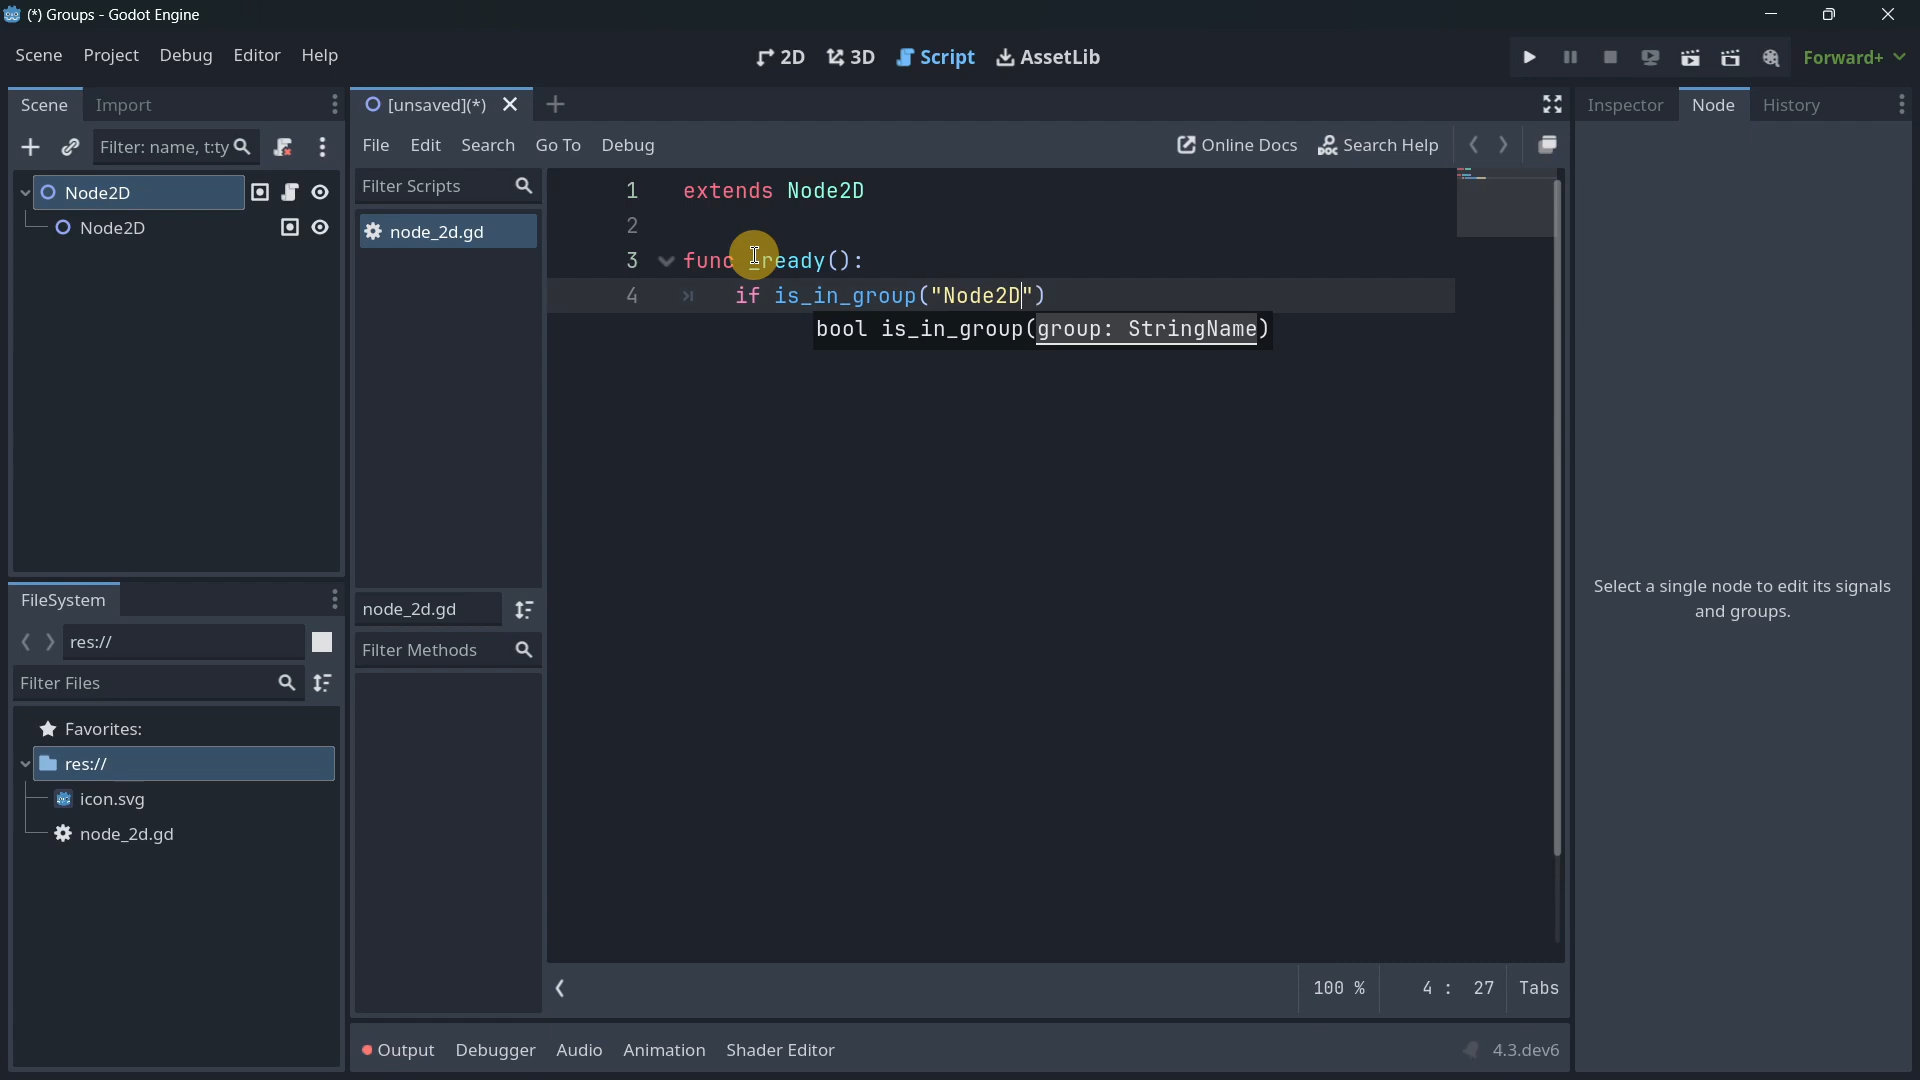 (*) Groups - Godot Engine
Scene Project Debug Editor Help
2D 3D Script AssetLib
Forward+
Scene Import
[unsaved](*)
Inspector Node History
Filter: name, t:ty
File Edit Search Go To Debug
Online Docs Search Help
Node2D
Node2D
Filter Scripts
node_2d.gd
1 extends Node2D
2
3 func _ready():
4 if is_in_group("Node2D")
bool is_in_group(group: StringName)
Select a single node to edit its signals
and groups.
FileSystem
res://
Filter Files
Favorites:
res://
icon.svg
node_2d.gd
node_2d.gd
Filter Methods
100 % 4 : 27 Tabs
Output Debugger Audio Animation Shader Editor
4.3.dev6